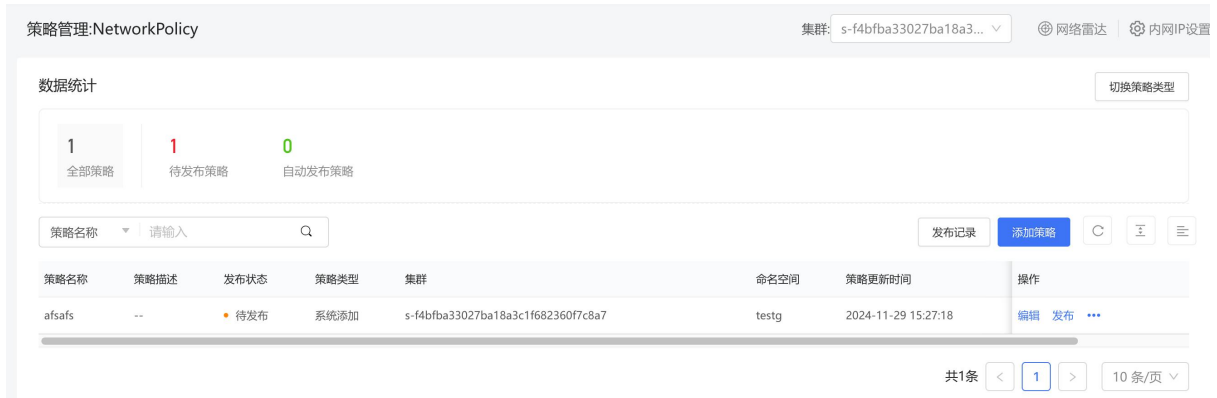 策略管理:NetworkPolicy 集群: s-f4bfba33027ba18a3... 网络雷达 内网IP设置
数据统计 切换策略类型
1 1 0
全部策略 待发布策略 自动发布策略
策略名称 请输入 发布记录 添加策略
策略名称 策略描述 发布状态 策略类型 集群 命名空间 策略更新时间 操作
afsafs -- 待发布 系统添加 s-f4bfba33027ba18a3c1f682360f7c8a7 testg 2024-11-29 15:27:18 编辑 发布 •••
共1条 < 1 > 10 条/页